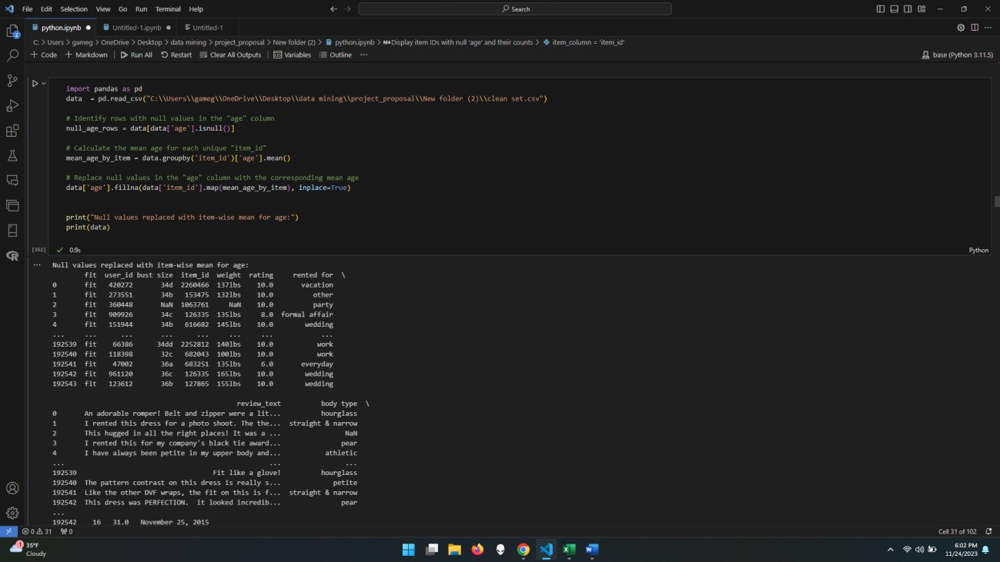 File Edit Selection View Go Run Terminal Help
Search
python.ipynb Untitled-1.ipynb Untitled-1
C: > Users > gameg > OneDrive > Desktop > data mining > project_proposal > New folder (2) > python.ipynb > M↓Display item IDs with null 'age' and their counts > item_column = 'item_id'
+ Code + Markdown Run All Restart Clear All Outputs Variables Outline ...
base (Python 3.11.5)
import pandas as pd
data  = pd.read_csv("C:\\Users\\gameg\\OneDrive\\Desktop\\data mining\\project_proposal\\New folder (2)\\clean set.csv")
# Identify rows with null values in the "age" column
null_age_rows = data[data['age'].isnull()]
# Calculate the mean age for each unique "item_id"
mean_age_by_item = data.groupby('item_id')['age'].mean()
# Replace null values in the "age" column with the corresponding mean age
data['age'].fillna(data['item_id'].map(mean_age_by_item), inplace=True)
print("Null values replaced with item-wise mean for age:")
print(data)
[352] 0.9s Python
... Null values replaced with item-wise mean for age:
fit user_id bust size item_id weight rating rented for \
0 fit 420272 34d 2260466 137lbs 10.0 vacation
1 fit 273551 34b 153475 132lbs 10.0 other
2 fit 360448 NaN 1063761 NaN 10.0 party
3 fit 909926 34c 126335 135lbs 8.0 formal affair
4 fit 151944 34b 616682 145lbs 10.0 wedding
... ... ... ... ... ... ... ...
192539 fit 66386 34dd 2252812 140lbs 10.0 work
192540 fit 118398 32c 682043 100lbs 10.0 work
192541 fit 47002 36a 683251 135lbs 6.0 everyday
192542 fit 961120 36c 126335 165lbs 10.0 wedding
192543 fit 123612 36b 127865 155lbs 10.0 wedding
review_text body type \
0 An adorable romper! Belt and zipper were a lit... hourglass
1 I rented this dress for a photo shoot. The the... straight & narrow
2 This hugged in all the right places! It was a ... NaN
3 I rented this for my company's black tie award... pear
4 I have always been petite in my upper body and... athletic
... ... ...
192539 Fit like a glove! hourglass
192540 The pattern contrast on this dress is really s... petite
192541 Like the other DVF wraps, the fit on this is f... straight & narrow
192542 This dress was PERFECTION.  it looked incredib... pear
...
192542 16 31.0 November 25, 2015
0 31 0 Cell 31 of 102
35°F
Cloudy
6:02 PM
11/24/2023